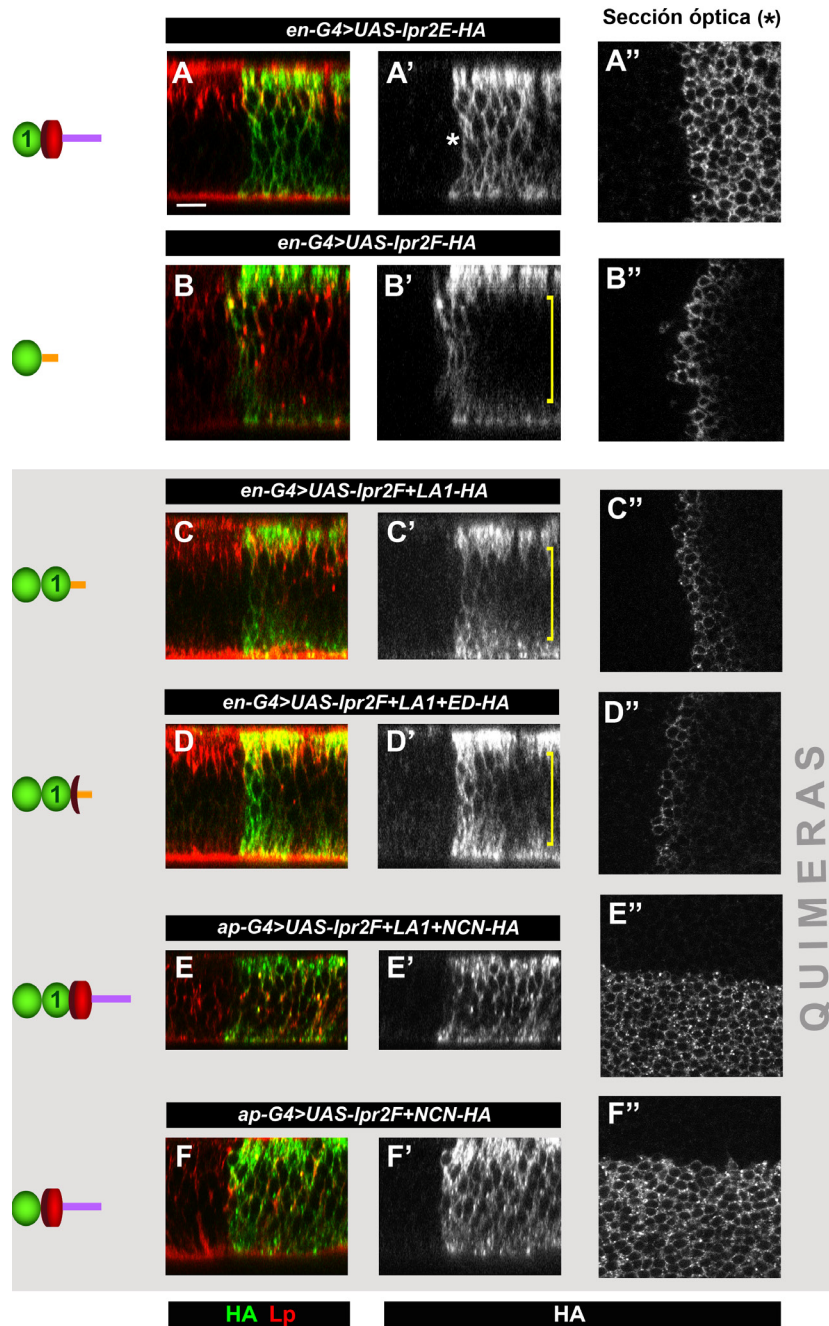 Sección óptica (*)
en-G4>UAS-lpr2E-HA
A A' A”
1
*
en-G4>UAS-lpr2F-HA
B B' B”
en-G4>UAS-lpr2F+LA1-HA
C C' C”
1
en-G4>UAS-lpr2F+LA1+ED-HA
D D' D”
1
ap-G4>UAS-lpr2F+LA1+NCN-HA
E E' E”
1
ap-G4>UAS-lpr2F+NCN-HA
F F' F”
QUIMERAS
HA Lp HA